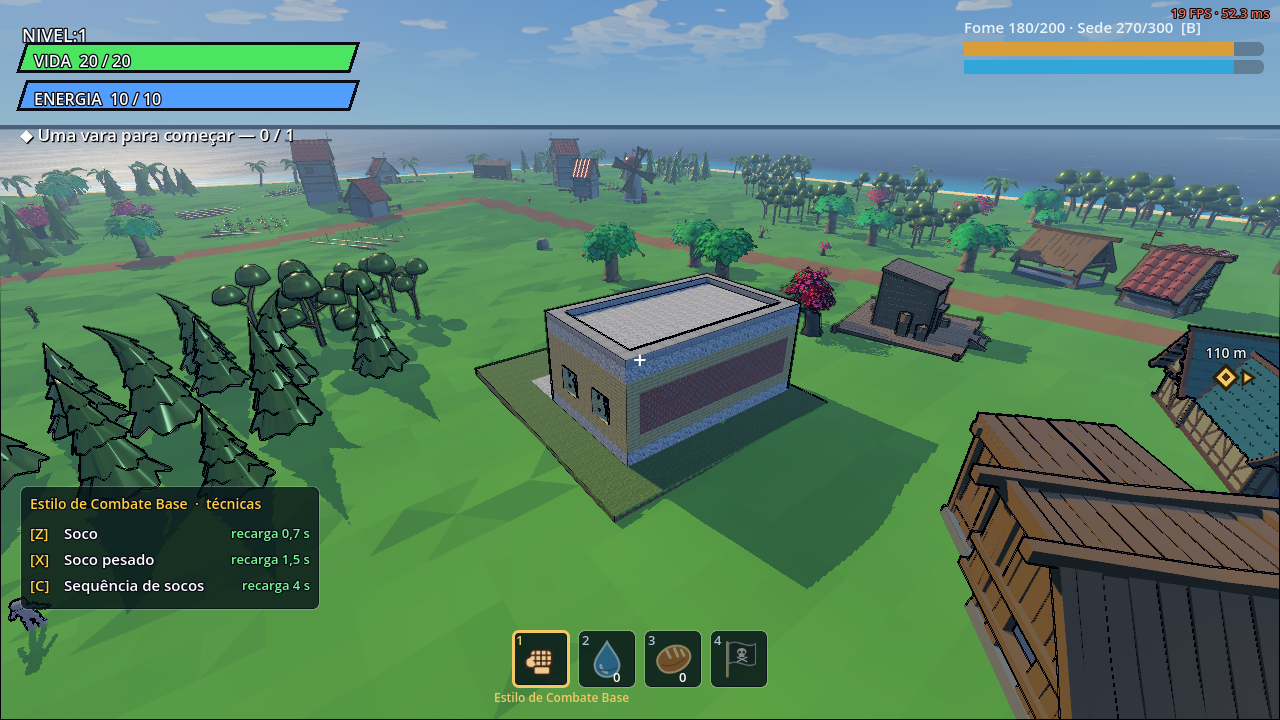 19 FPS · 52.3 ms
NIVEL:1
Fome 180/200 · Sede 270/300 [B]
VIDA 20 / 20
ENERGIA 10 / 10
◆ Uma vara para começar — 0 / 1
110 m
Estilo de Combate Base · técnicas
[Z] Soco recarga 0,7 s
[X] Soco pesado recarga 1,5 s
[C] Sequência de socos recarga 4 s
1
2 0
3 0
4
Estilo de Combate Base